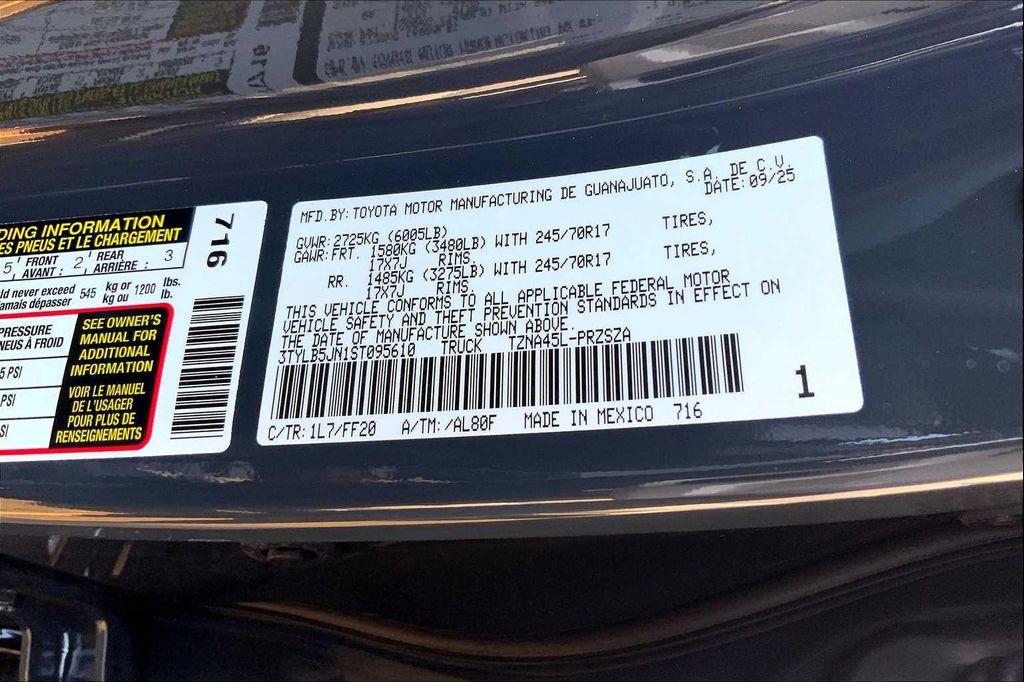 DING INFORMATION
ES PNEUS ET LE CHARGEMENT
5, FRONT AVANT : 2, REAR ARRIÈRE : 3
ld never exceed 545 kg or 1200 lbs.
amais dépasser kg ou lb.
PRESSURE
NEUS À FROID
5 PSI
PSI
SI
SEE OWNER'S
MANUAL FOR
ADDITIONAL
INFORMATION
VOIR LE MANUEL
DE L'USAGER
POUR PLUS DE
RENSEIGNEMENTS
716
MFD. BY: TOYOTA MOTOR MANUFACTURING DE GUANAJUATO, S.A. DE C.V.
DATE: 09/25
GVWR: 2725KG (6005LB)
GAWR: FRT. 1580KG (3480LB) WITH 245/70R17 TIRES,
17X7J RIMS.
RR. 1485KG (3275LB) WITH 245/70R17 TIRES,
17X7J RIMS.
THIS VEHICLE CONFORMS TO ALL APPLICABLE FEDERAL MOTOR
VEHICLE SAFETY AND THEFT PREVENTION STANDARDS IN EFFECT ON
THE DATE OF MANUFACTURE SHOWN ABOVE.
3TYLB5JN1ST095610 TRUCK TZNA45L-PRZSZA
1
C/TR: 1L7/FF20 A/TM: /AL80F MADE IN MEXICO 716